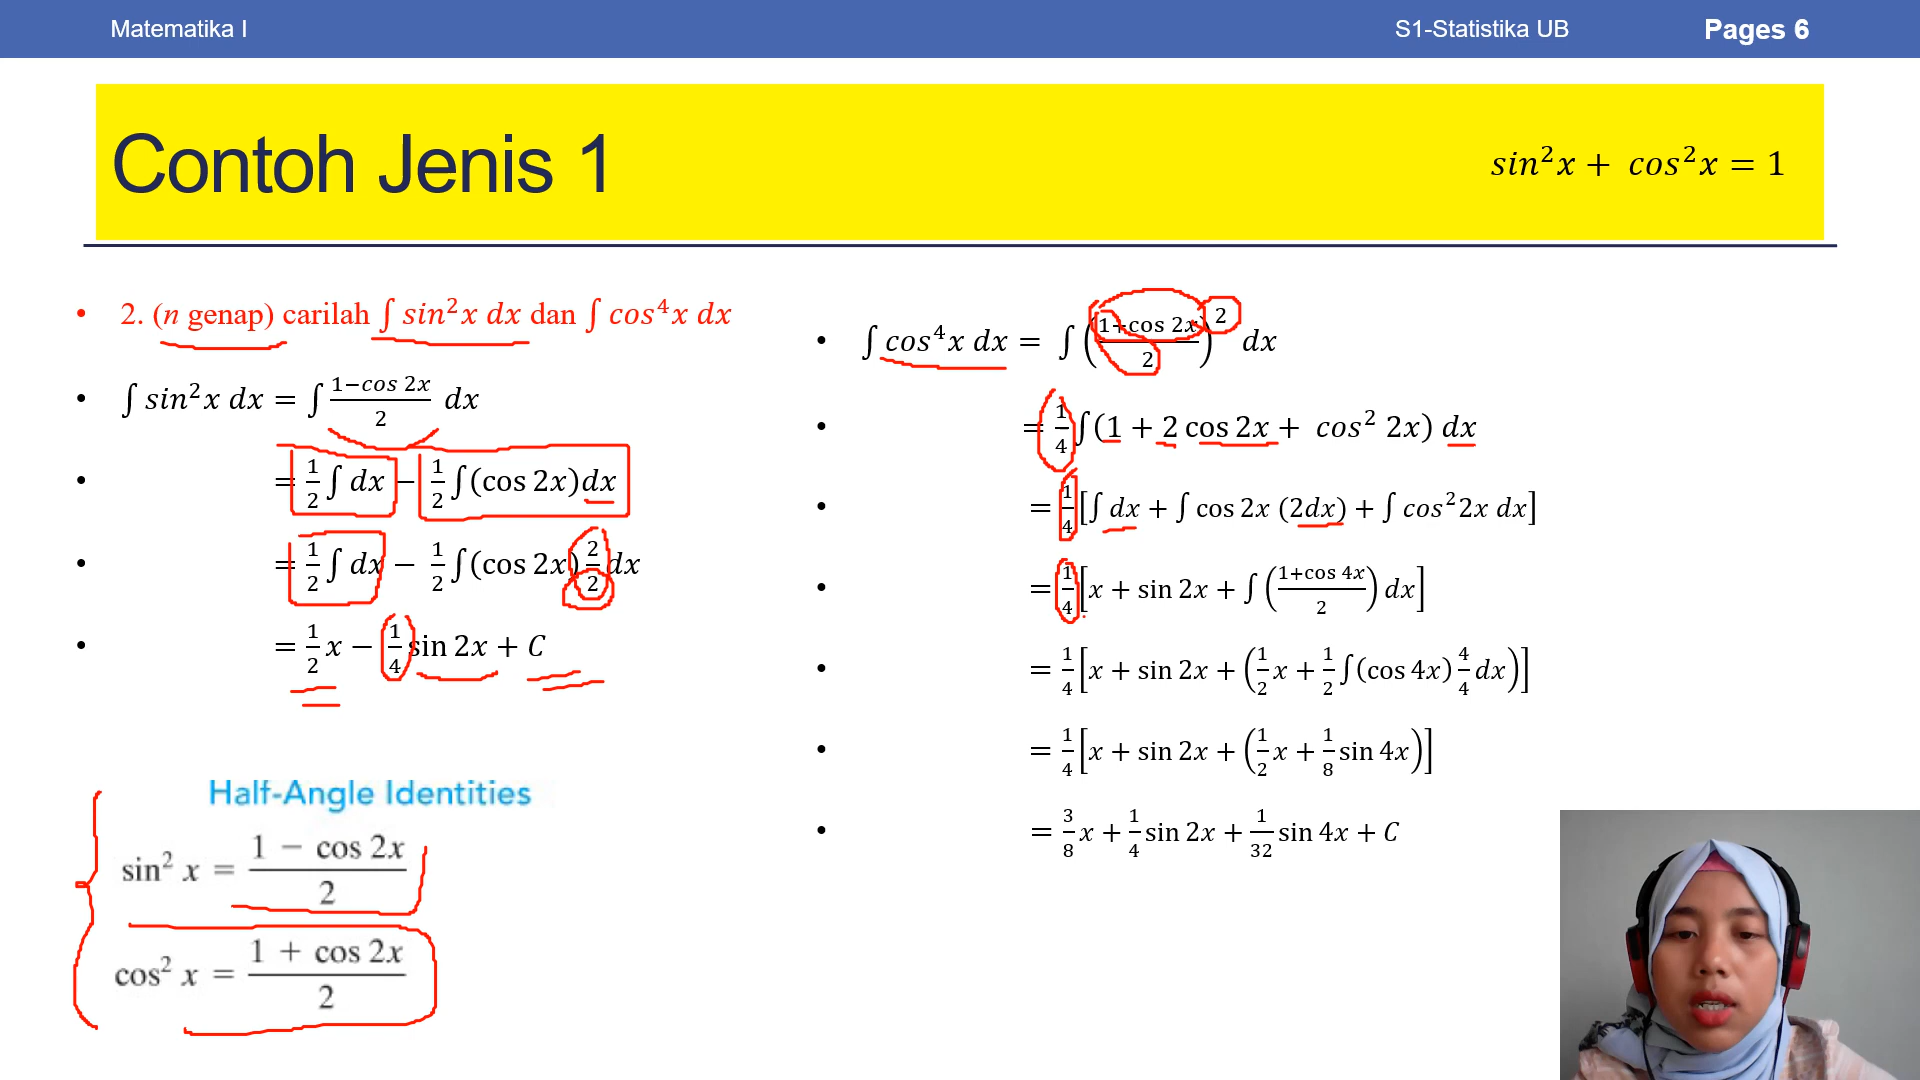 Matematika I
S1-Statistika UB
Pages 6
Contoh Jenis 1
sin²x + cos²x = 1
• 2. (n genap) carilah ∫ sin²x dx dan ∫ cos⁴x dx
• ∫ sin²x dx = ∫ (1−cos 2x)/2 dx
• = 1/2 ∫ dx − 1/2 ∫(cos 2x)dx
• = 1/2 ∫ dx − 1/2 ∫(cos 2x) 2/2 dx
• = 1/2 x − 1/4 sin 2x + C
Half-Angle Identities
sin² x = (1 − cos 2x)/2
cos² x = (1 + cos 2x)/2
• ∫ cos⁴x dx = ∫ ((1+cos 2x)/2)² dx
• = 1/4 ∫(1 + 2 cos 2x + cos² 2x) dx
• = 1/4 [∫ dx + ∫ cos 2x (2dx) + ∫ cos²2x dx]
• = 1/4 [x + sin 2x + ∫ ((1+cos 4x)/2) dx]
• = 1/4 [x + sin 2x + (1/2 x + 1/2 ∫(cos 4x) 4/4 dx)]
• = 1/4 [x + sin 2x + (1/2 x + 1/8 sin 4x)]
• = 3/8 x + 1/4 sin 2x + 1/32 sin 4x + C